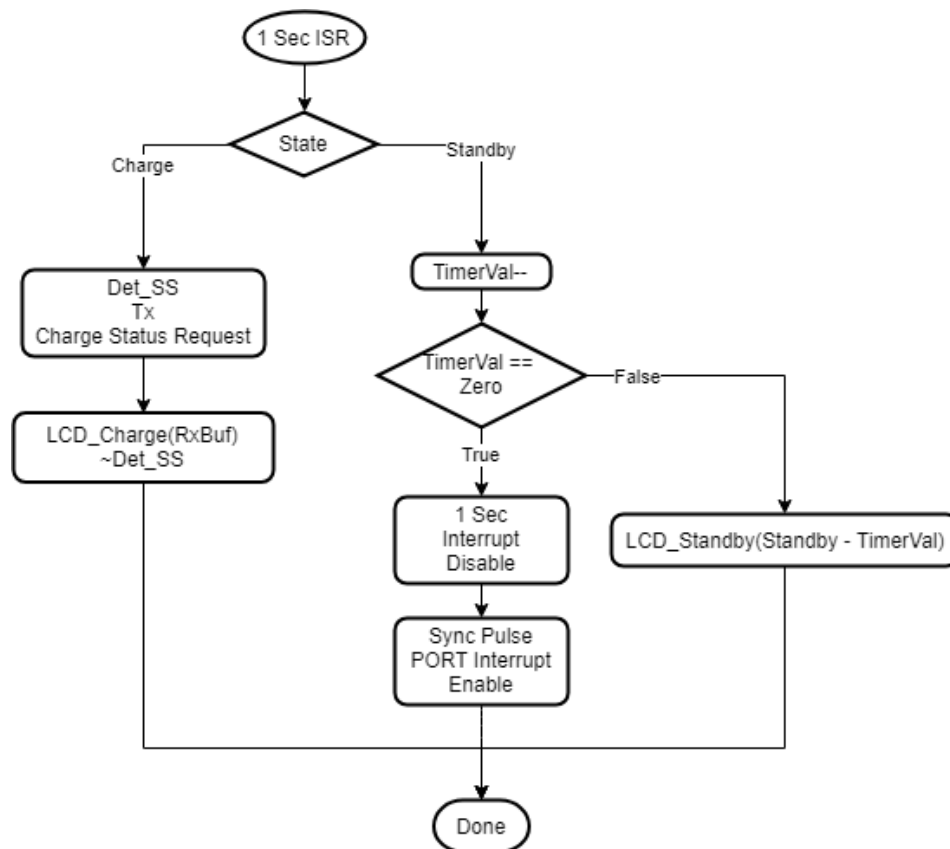 1 Sec ISR
State
Charge
Standby
Det_SS
Tx
Charge Status Request
TimerVal--
TimerVal ==
Zero
False
LCD_Charge(RxBuf)
~Det_SS
True
1 Sec
Interrupt
Disable
LCD_Standby(Standby - TimerVal)
Sync Pulse
PORT Interrupt
Enable
Done